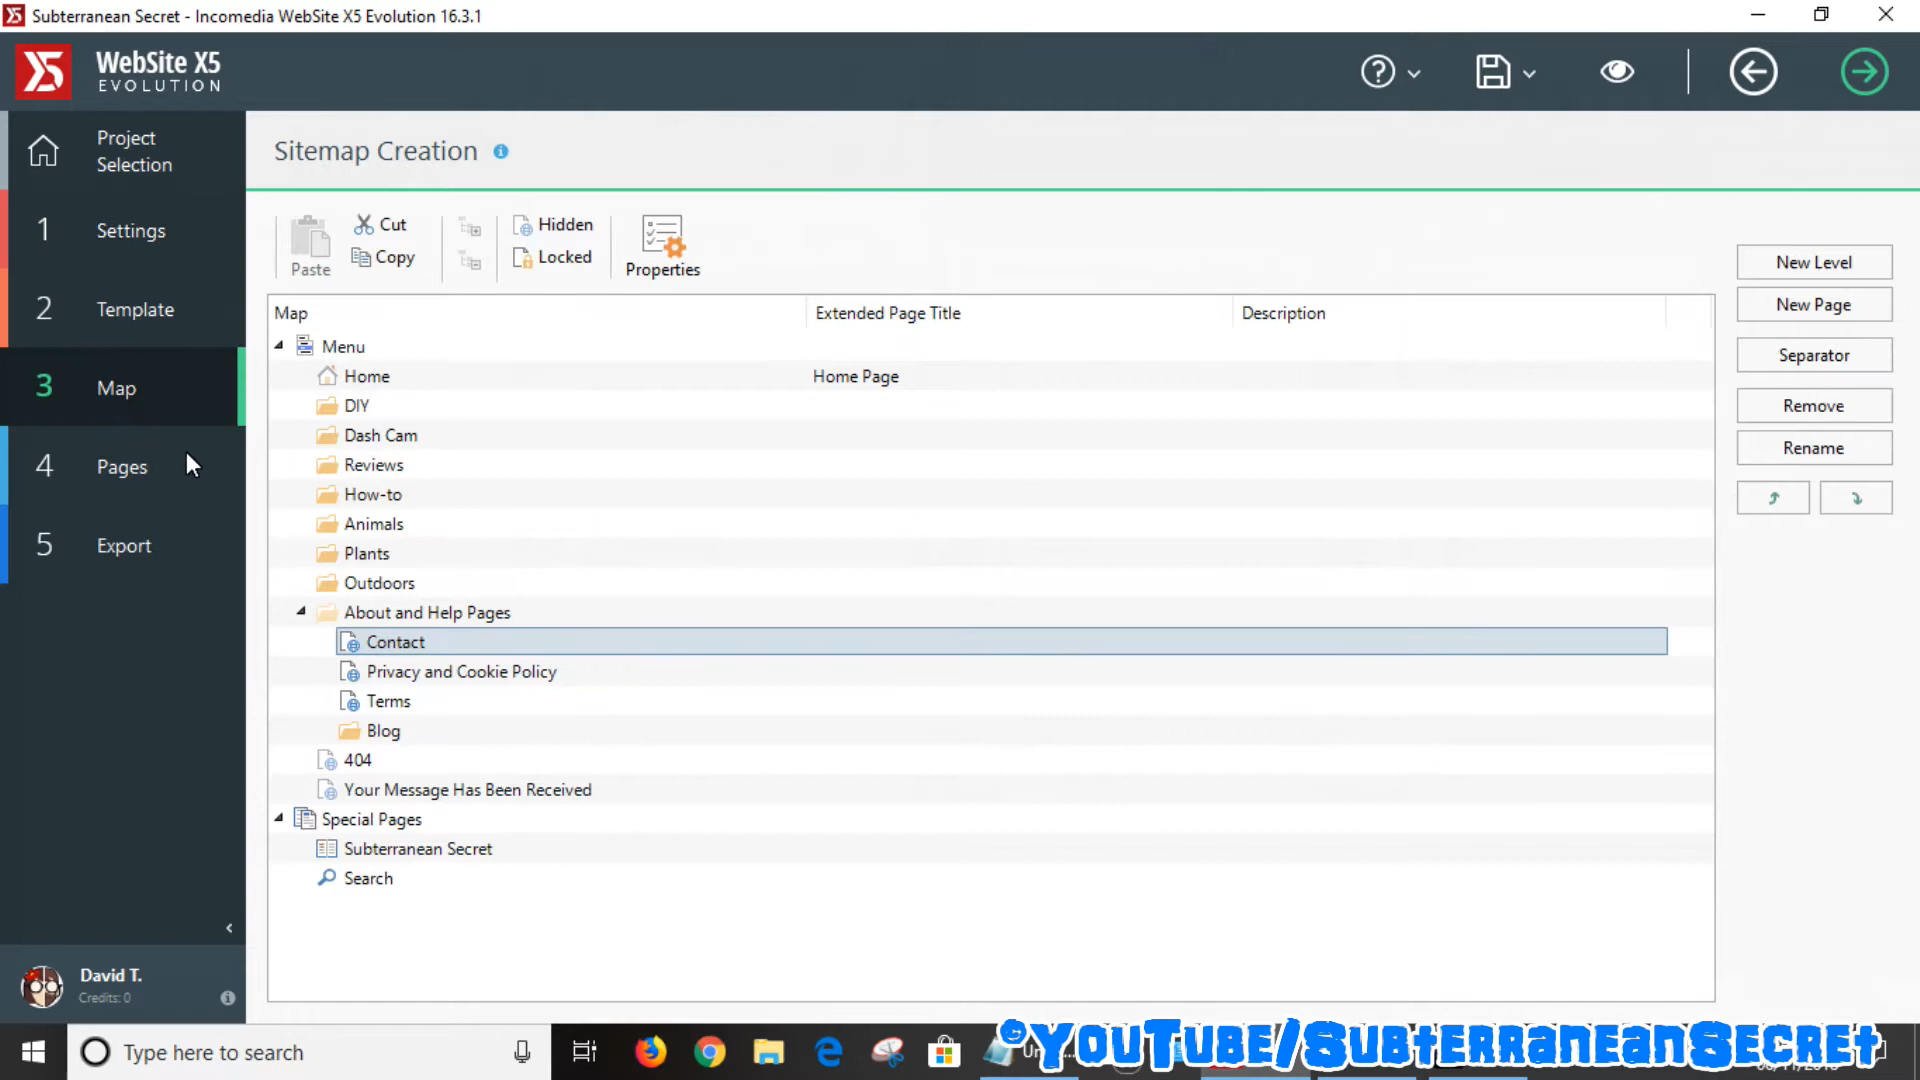 Subterranean Secret - Incomedia WebSite X5 Evolution 16.3.1
X5 WebSite X5
EVOLUTION
Project
Selection
1 Settings
2 Template
3 Map
4 Pages
5 Export
David T.
Credits: 0
Sitemap Creation
Paste
Cut
Copy
Hidden
Locked
Properties
Map Extended Page Title Description
Menu
Home Home Page
DIY
Dash Cam
Reviews
How-to
Animals
Plants
Outdoors
About and Help Pages
Contact
Privacy and Cookie Policy
Terms
Blog
404
Your Message Has Been Received
Special Pages
Subterranean Secret
Search
New Level
New Page
Separator
Remove
Rename
Type here to search
©YouTube/SubterraneanSecret